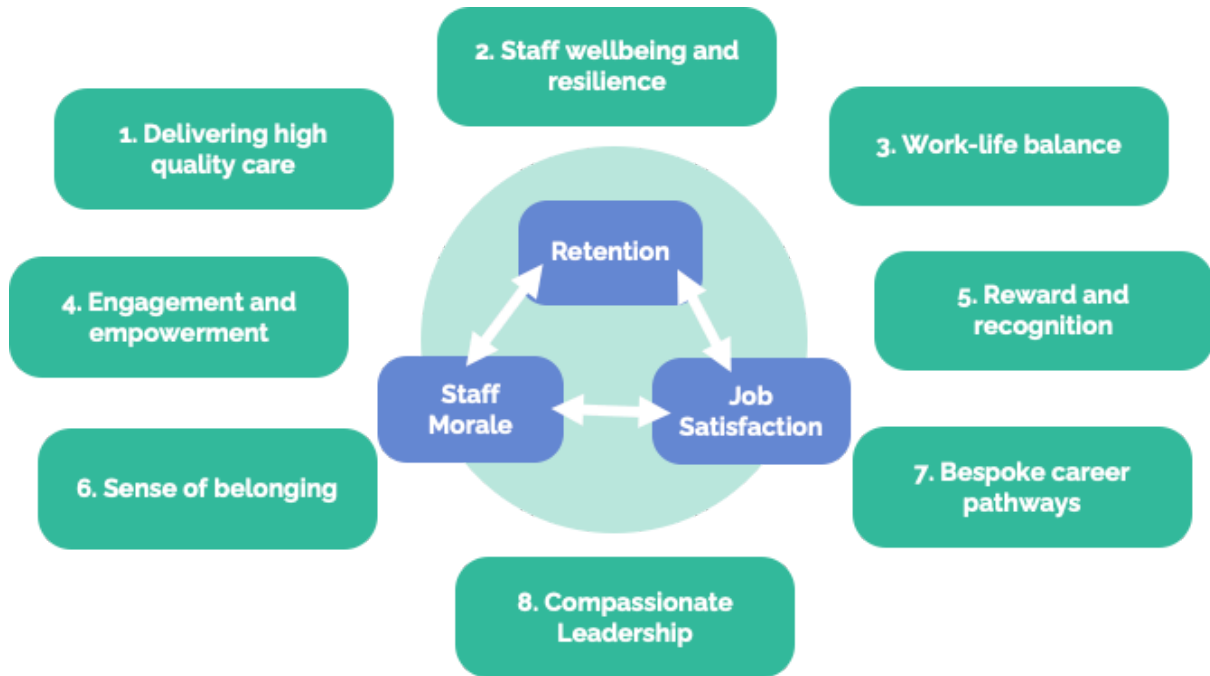 2. Staff wellbeing and
resilience
1. Delivering high
quality care
3. Work-life balance
Retention
4. Engagement and
empowerment
5. Reward and
recognition
Staff
Morale
Job
Satisfaction
6. Sense of belonging
7. Bespoke career
pathways
8. Compassionate
Leadership